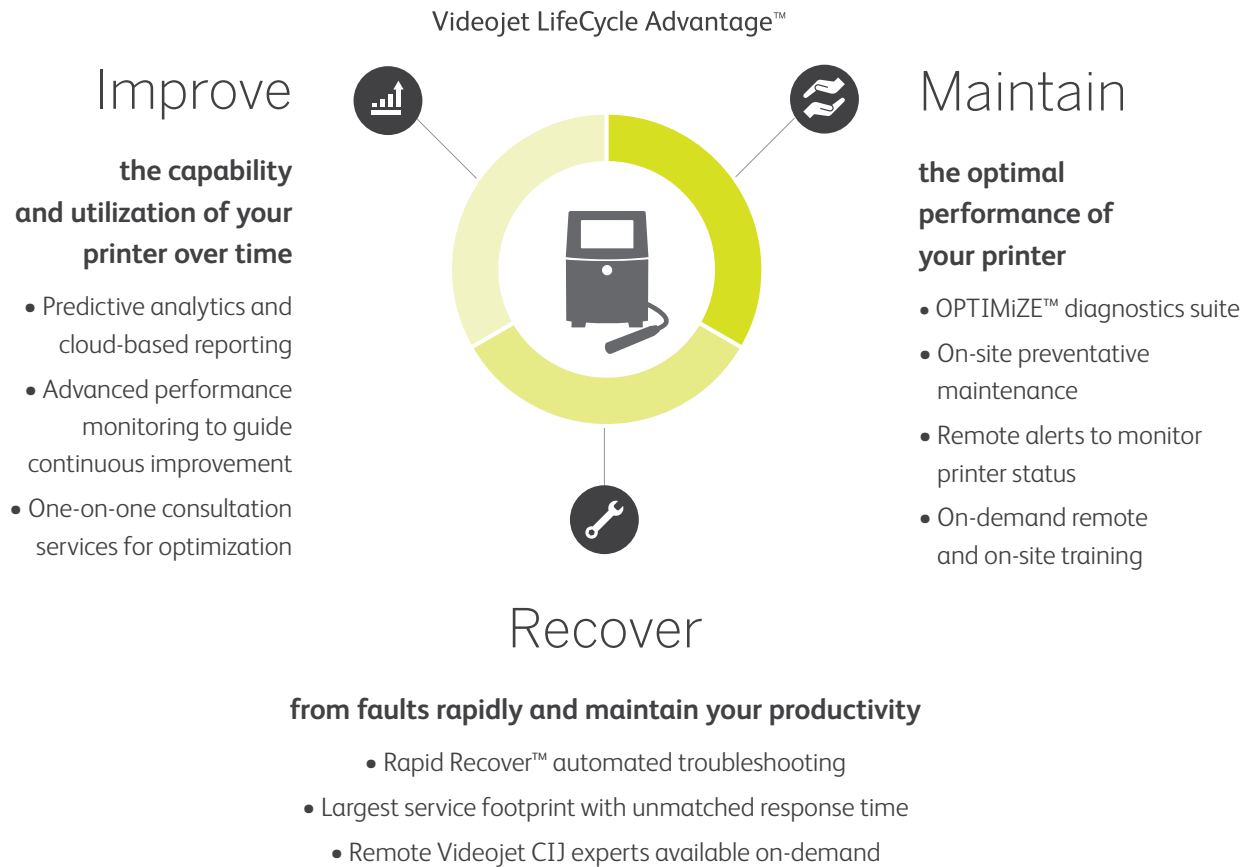 Videojet LifeCycle Advantage™
Improve
the capability
and utilization of your
printer over time
• Predictive analytics and
cloud-based reporting
• Advanced performance
monitoring to guide
continuous improvement
• One-on-one consultation
services for optimization
Maintain
the optimal
performance of
your printer
• OPTIMiZE™ diagnostics suite
• On-site preventative
maintenance
• Remote alerts to monitor
printer status
• On-demand remote
and on-site training
Recover
from faults rapidly and maintain your productivity
• Rapid Recover™ automated troubleshooting
• Largest service footprint with unmatched response time
• Remote Videojet CIJ experts available on-demand